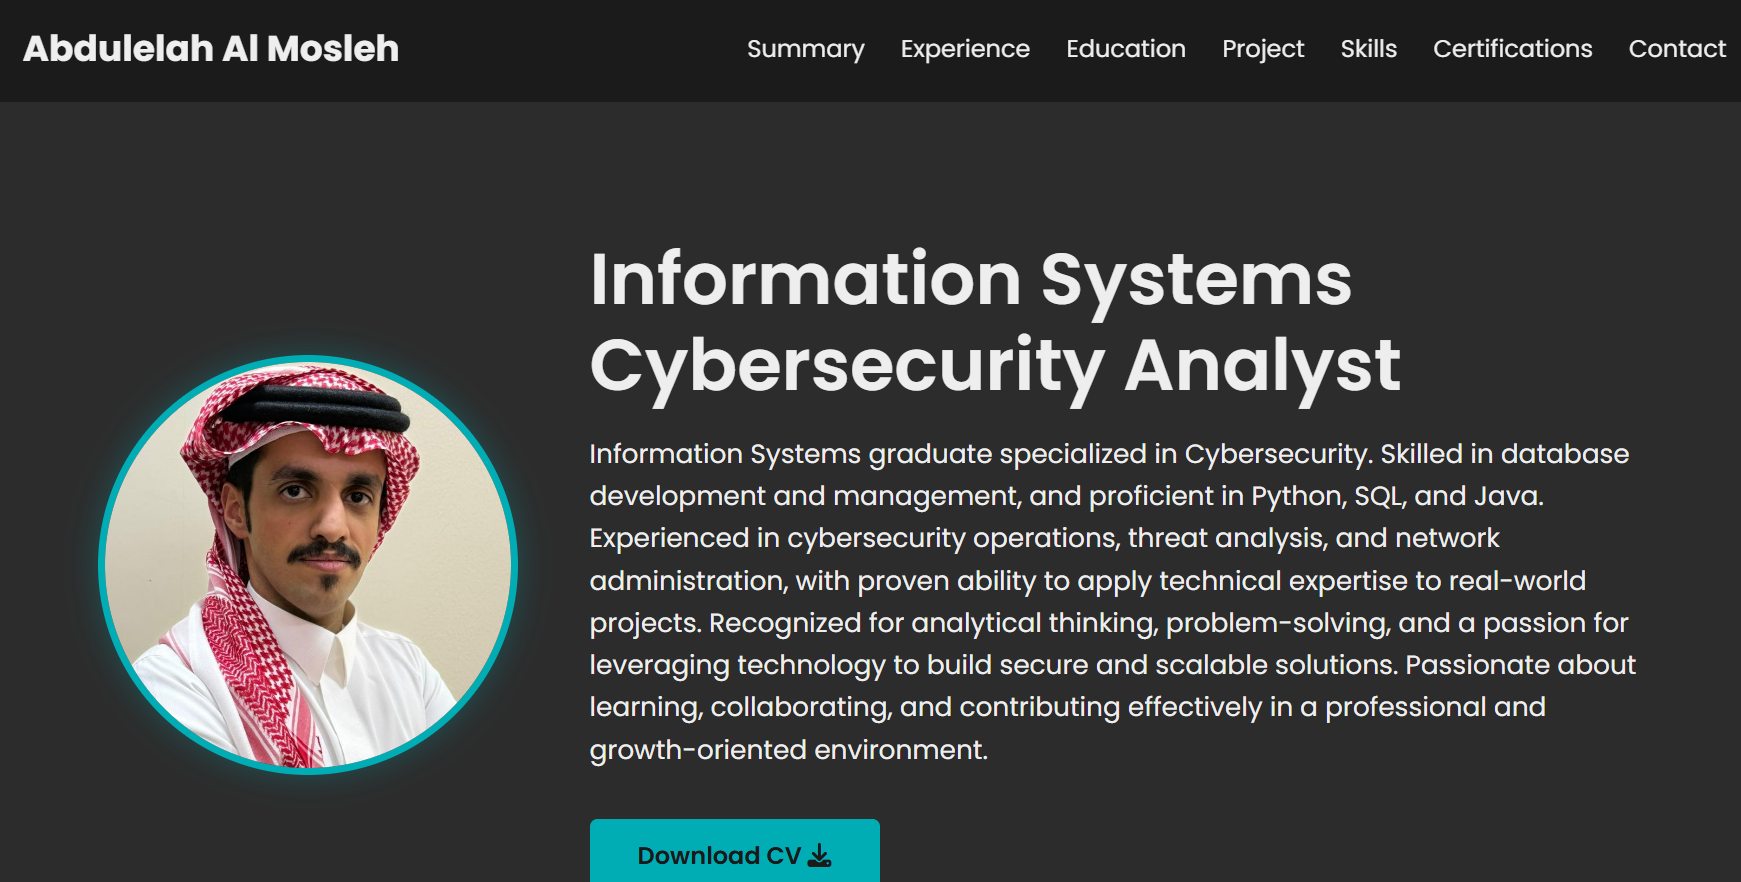 Abdulelah Al Mosleh
Summary Experience Education Project Skills Certifications Contact
Information Systems
Cybersecurity Analyst
Information Systems graduate specialized in Cybersecurity. Skilled in database
development and management, and proficient in Python, SQL, and Java.
Experienced in cybersecurity operations, threat analysis, and network
administration, with proven ability to apply technical expertise to real-world
projects. Recognized for analytical thinking, problem-solving, and a passion for
leveraging technology to build secure and scalable solutions. Passionate about
learning, collaborating, and contributing effectively in a professional and
growth-oriented environment.
Download CV